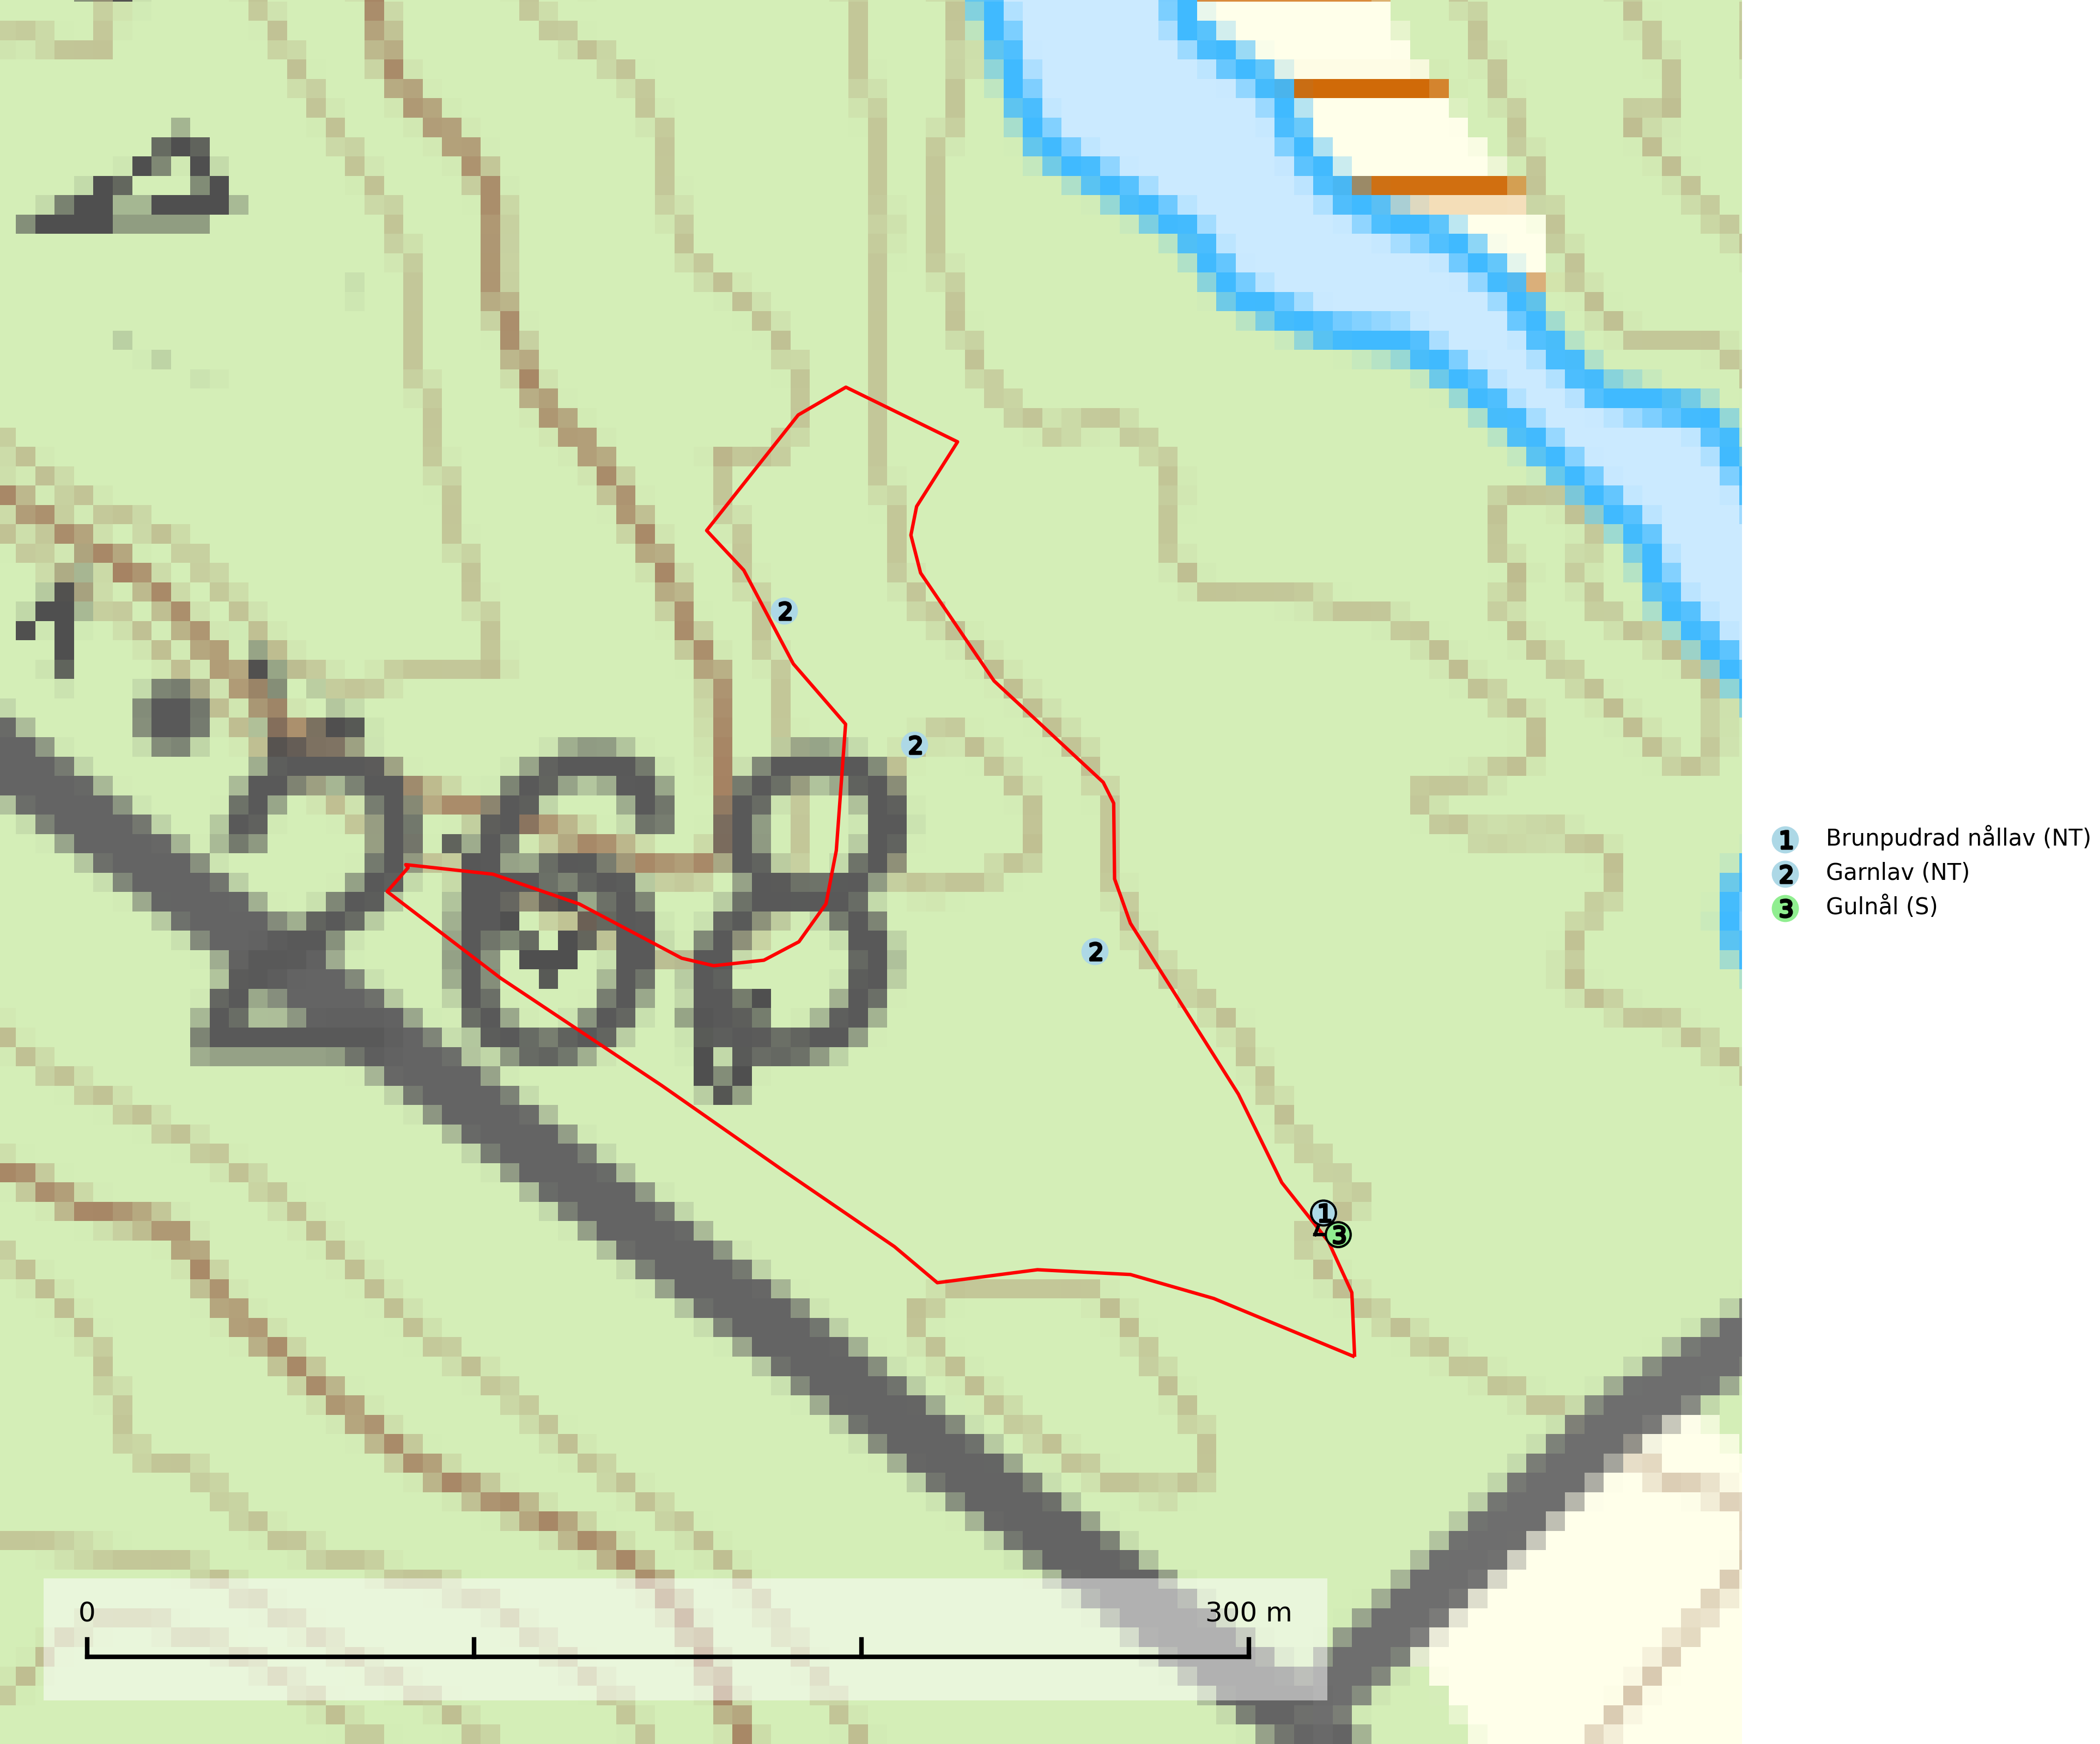 2
2
2
1
3
1 Brunpudrad nållav (NT)
2 Garnlav (NT)
3 Gulnål (S)
0 300 m